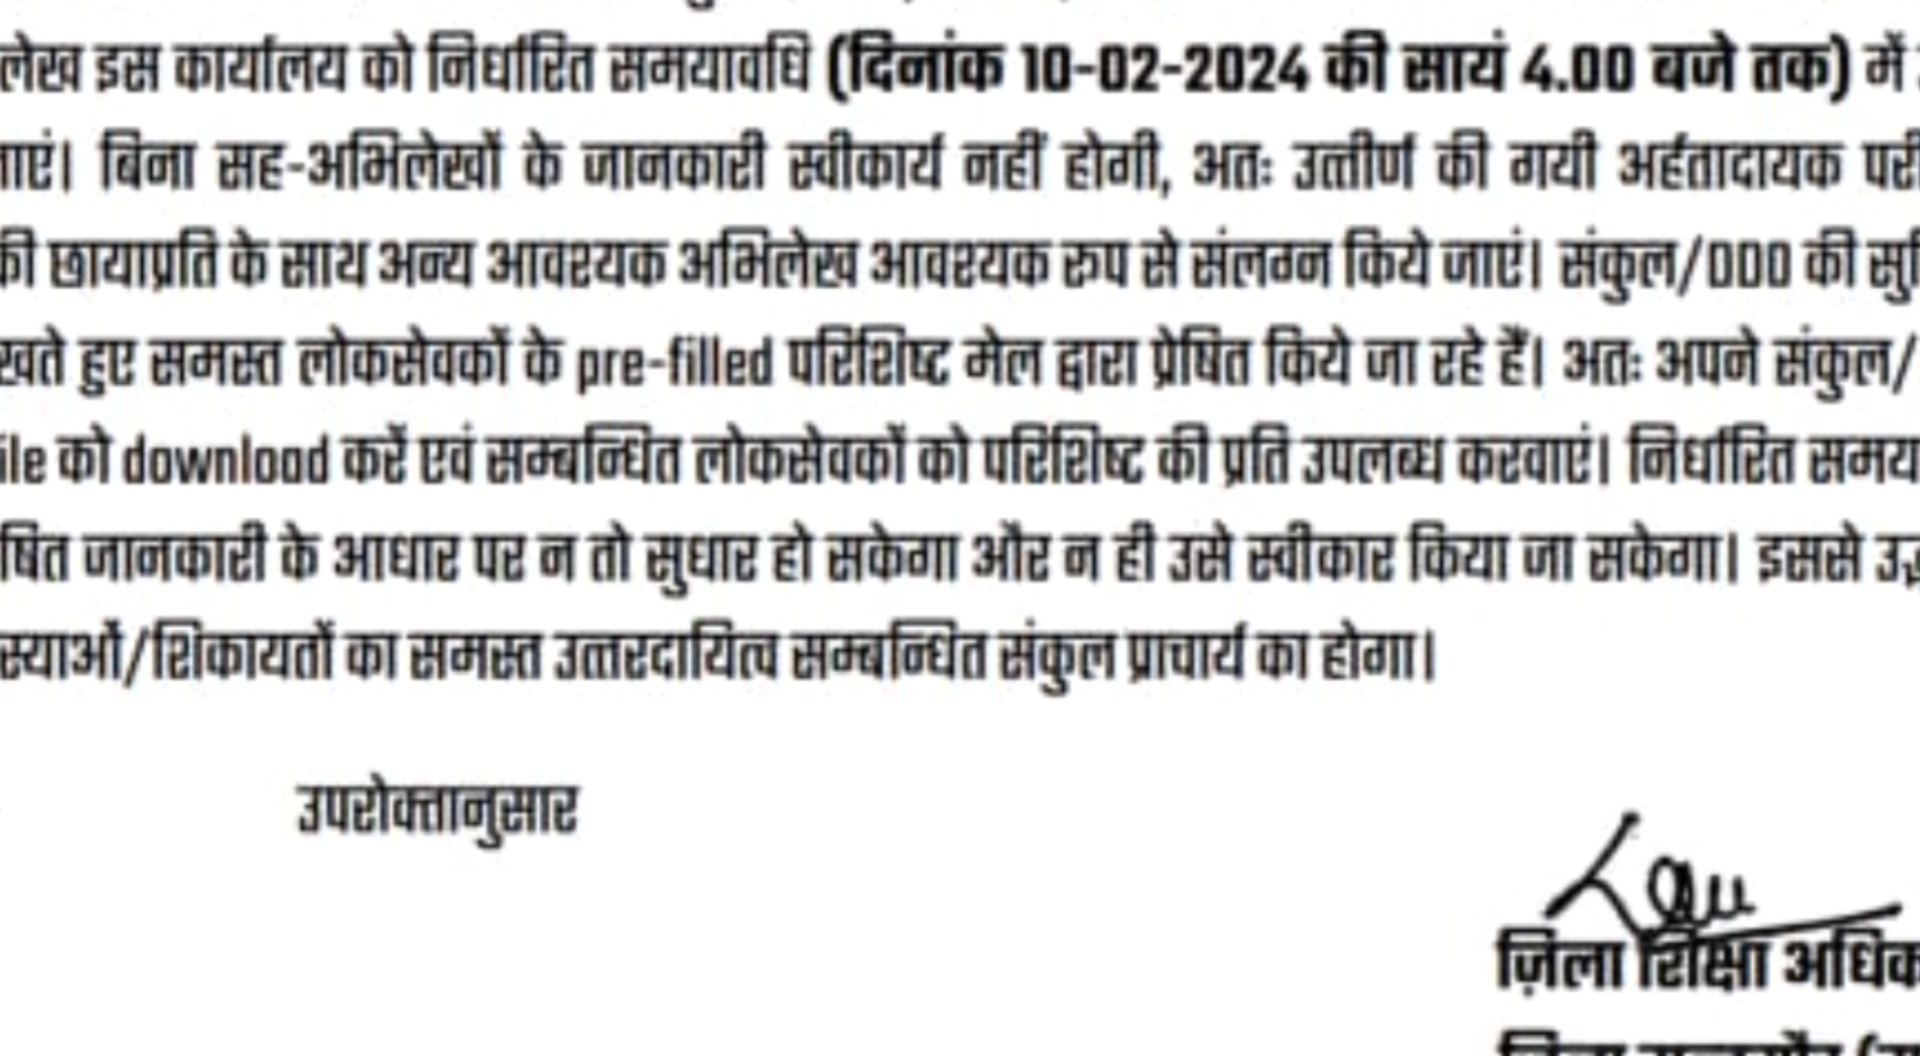 लेख इस कार्यालय को निर्धारित समयावधि (दिनांक 10-02-2024 की सायं 4.00 बजे तक) में
जाएं। बिना सह-अभिलेखों के जानकारी स्वीकार्य नहीं होगी, अतः उत्तीर्ण की गयी अर्हतादायक परी
की छायाप्रति के साथ अन्य आवश्यक अभिलेख आवश्यक रुप से संलग्न किये जाएं। संकुल/DDO की सुवि
खते हुए समस्त लोकसेवकों के pre-filled परिशिष्ट मेल द्वारा प्रेषित किये जा रहे हैं। अतः अपने संकुल/
ile को download करें एवं सम्बन्धित लोकसेवकों को परिशिष्ट की प्रति उपलब्ध करवाएं। निर्धारित समय
षित जानकारी के आधार पर न तो सुधार हो सकेगा और न ही उसे स्वीकार किया जा सकेगा। इससे उद्भ
स्याओं/शिकायतों का समस्त उत्तरदायित्व सम्बन्धित संकुल प्राचार्य का होगा।
उपरोक्तानुसार
ज़िला शिक्षा अधिक